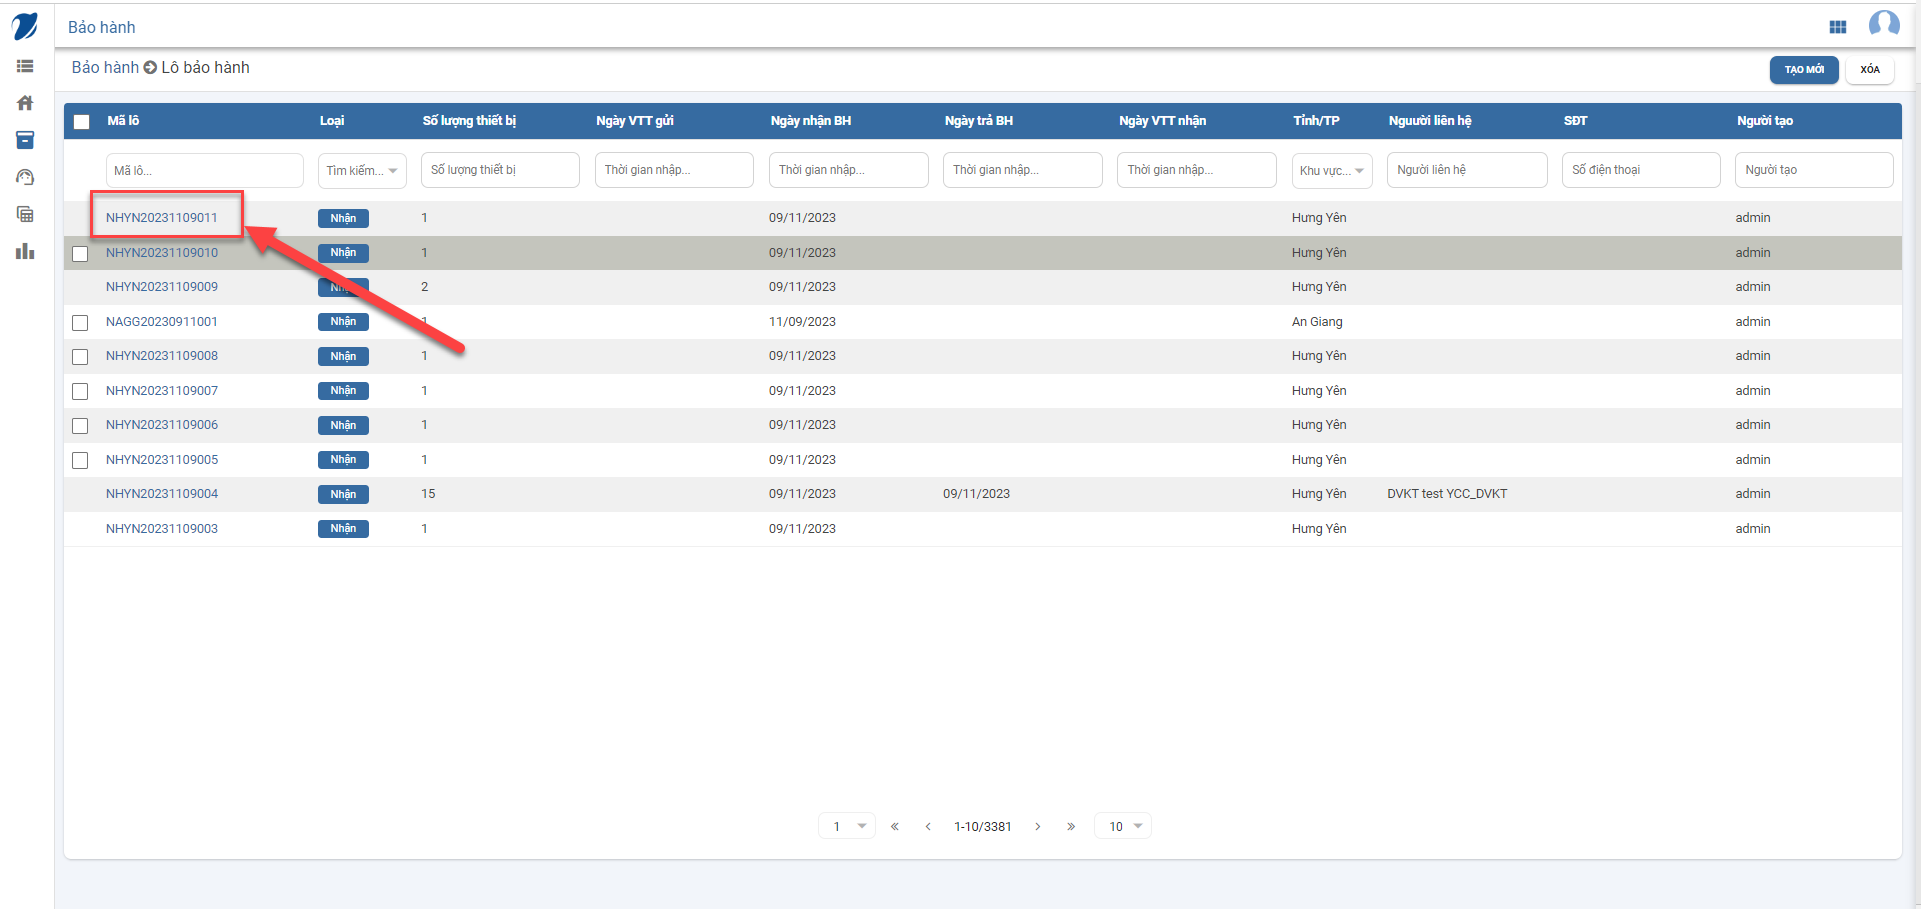 Bảo hành
Bảo hành Lô bảo hành TẠO MỚI XÓA
Mã lô Loại Số lượng thiết bị Ngày VTT gửi Ngày nhận BH Ngày trả BH Ngày VTT nhận Tỉnh/TP Nguười liên hệ SĐT Người tạo
Mã lô... Tìm kiếm... Số lượng thiết bị Thời gian nhập... Thời gian nhập... Thời gian nhập... Thời gian nhập... Khu vực... Người liên hệ Số điện thoại Người tạo
NHYN20231109011 Nhận 1 09/11/2023 Hưng Yên admin
NHYN20231109010 Nhận 1 09/11/2023 Hưng Yên admin
NHYN20231109009 2 09/11/2023 Hưng Yên admin
NAGG20230911001 Nhận 11/09/2023 An Giang admin
NHYN20231109008 Nhận 1 09/11/2023 Hưng Yên admin
NHYN20231109007 Nhận 1 09/11/2023 Hưng Yên admin
NHYN20231109006 Nhận 1 09/11/2023 Hưng Yên admin
NHYN20231109005 Nhận 1 09/11/2023 Hưng Yên admin
NHYN20231109004 Nhận 15 09/11/2023 09/11/2023 Hưng Yên DVKT test YCC_DVKT admin
NHYN20231109003 Nhận 1 09/11/2023 Hưng Yên admin
1 « ‹ 1-10/3381 › » 10